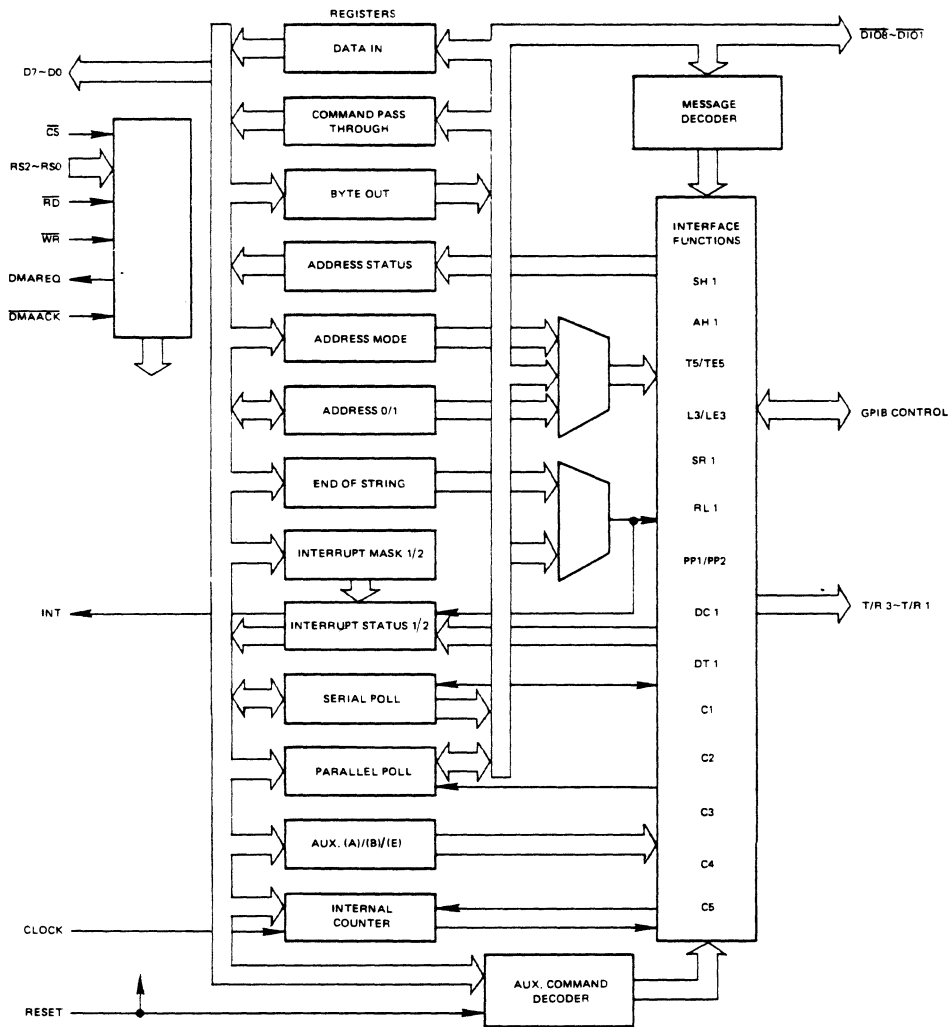 REGISTERS
DATA IN
DIO8~DIO1
D7~D0
MESSAGE
DECODER
COMMAND PASS
THROUGH
CS
RS2~RS0
RD
WR
DMAREQ
DMAACK
BYTE OUT
ADDRESS STATUS
ADDRESS MODE
ADDRESS 0/1
END OF STRING
INTERRUPT MASK 1/2
INT
INTERRUPT STATUS 1/2
SERIAL POLL
PARALLEL POLL
AUX. (A)/(B)/(E)
INTERNAL
COUNTER
CLOCK
AUX. COMMAND
DECODER
RESET
INTERFACE
FUNCTIONS
SH 1
AH 1
T5/TE5
L3/LE3
SR 1
RL 1
PP1/PP2
DC 1
DT 1
C1
C2
C3
C4
C5
GPIB CONTROL
T/R 3~T/R 1